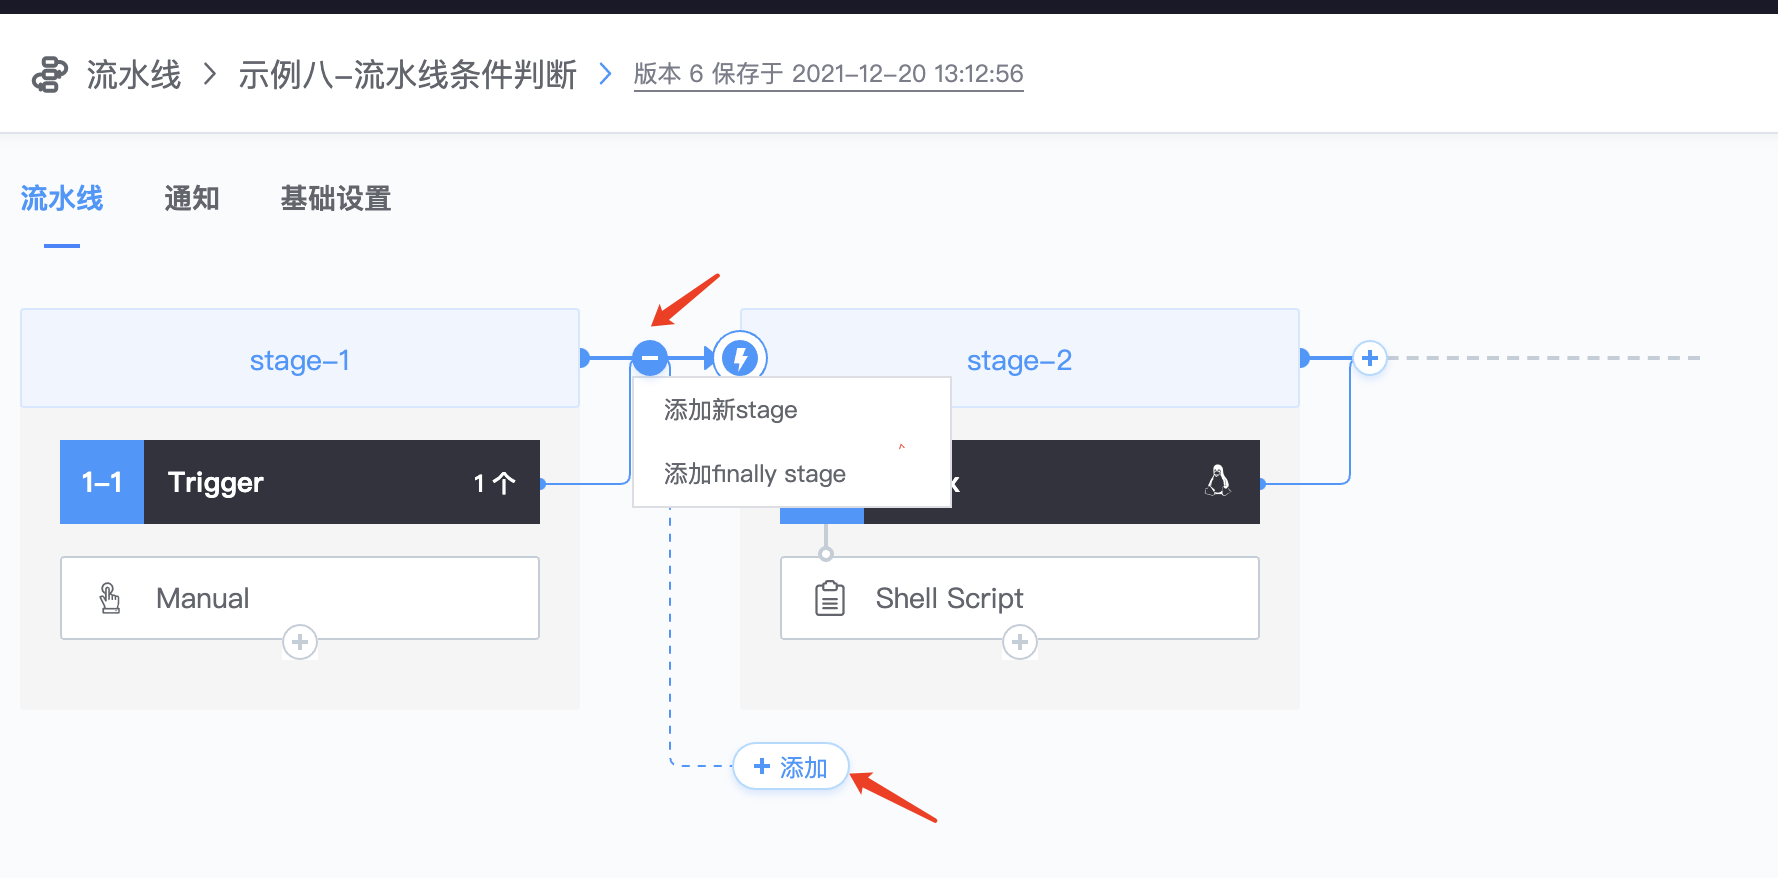 流水线 > 示例八-流水线条件判断 > 版本 6 保存于 2021-12-20 13:12:56
流水线 通知 基础设置
stage-1
stage-2
添加新stage
添加finally stage
1-1 Trigger 1 个
x
Manual
Shell Script
+ 添加